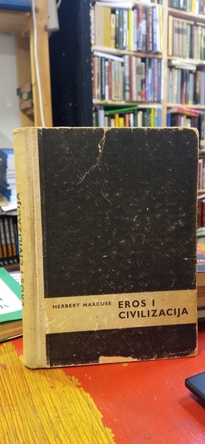 HERBERT MARCUSE
EROS I
CIVILIZACIJA